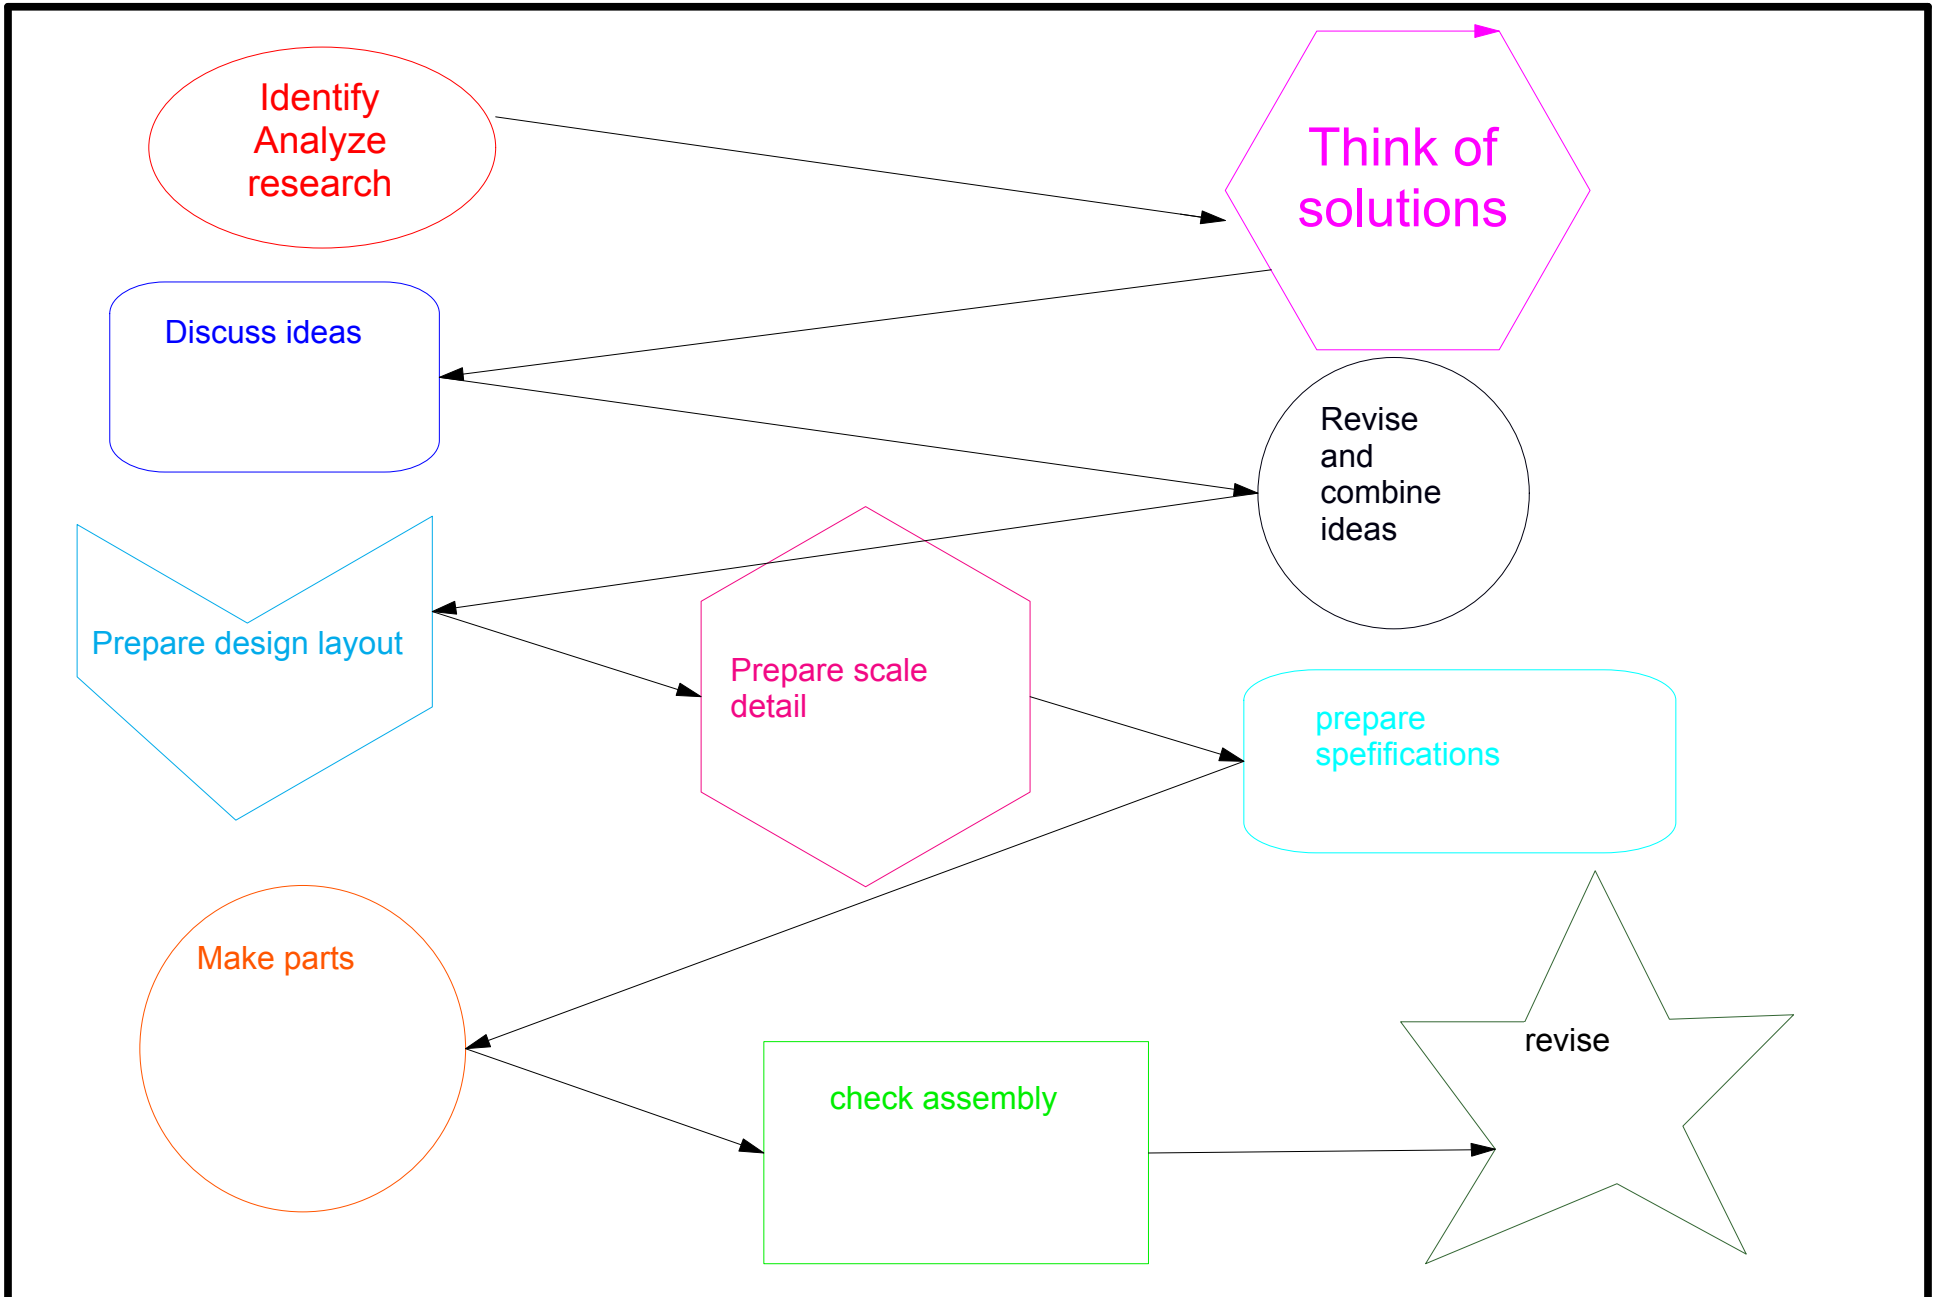 Identify
Analyze
research
Think of
solutions
Discuss ideas
Revise
and
combine
ideas
Prepare design layout
Prepare scale
detail
prepare
spefifications
Make parts
check assembly
revise